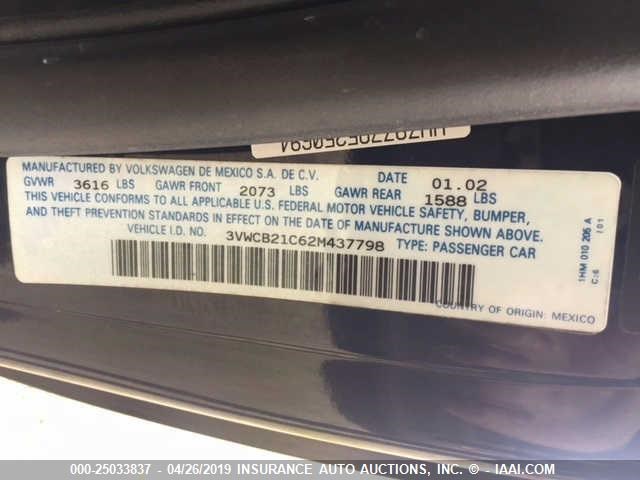 MANUFACTURED BY VOLKSWAGEN DE MEXICO S.A. DE C.V. DATE 01.02
GVWR 3616 LBS GAWR FRONT 2073 LBS GAWR REAR 1588 LBS
THIS VEHICLE CONFORMS TO ALL APPLICABLE U.S. FEDERAL MOTOR VEHICLE SAFETY, BUMPER,
AND THEFT PREVENTION STANDARDS IN EFFECT ON THE DATE OF MANUFACTURE SHOWN ABOVE.
VEHICLE I.D. NO. 3VWCB21C62M437798 TYPE: PASSENGER CAR
COUNTRY OF ORIGIN: MEXICO
1HM 010 205 A
000-25033837 - 04/26/2019 INSURANCE AUTO AUCTIONS, INC. - IAAI.COM